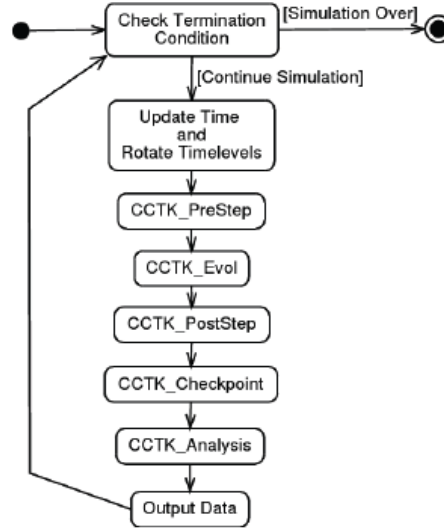 Check Termination
Condition
[Simulation Over]
[Continue Simulation]
Update Time
and
Rotate Timelevels
CCTK_PreStep
CCTK_Evol
CCTK_PostStep
CCTK_Checkpoint
CCTK_Analysis
Output Data